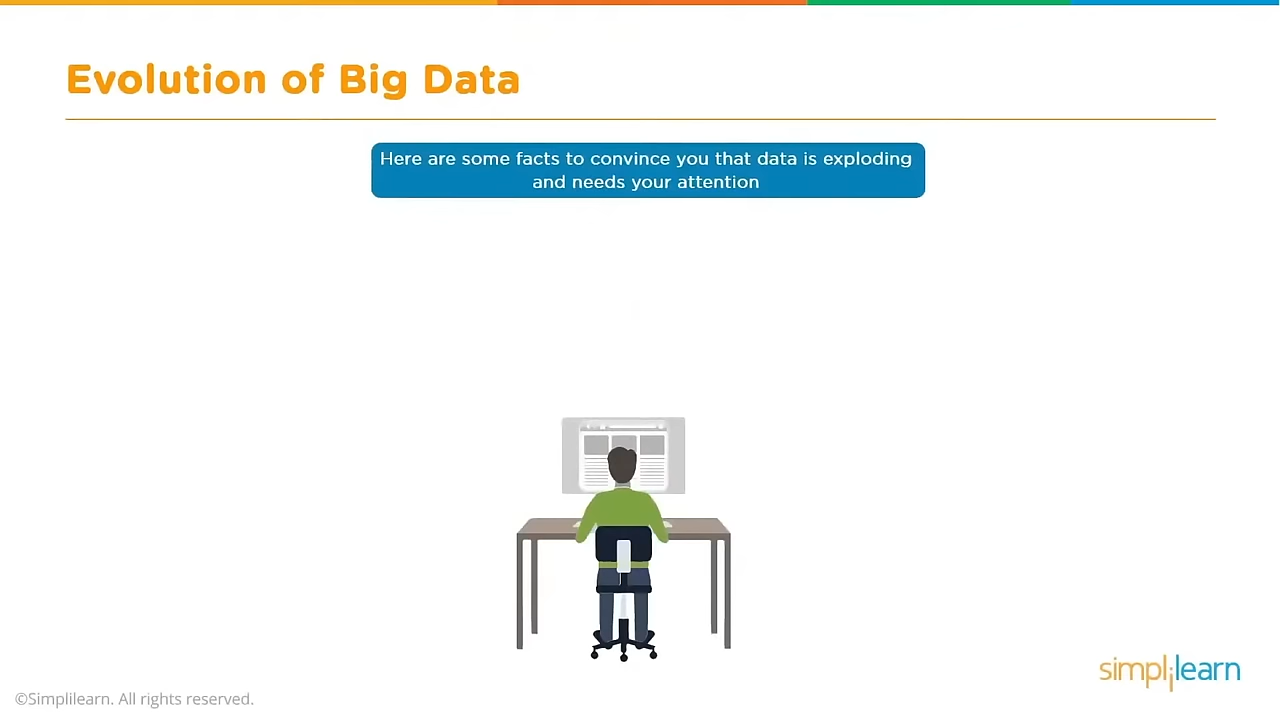 Evolution of Big Data
Here are some facts to convince you that data is exploding
and needs your attention
simplilearn
©Simplilearn. All rights reserved.